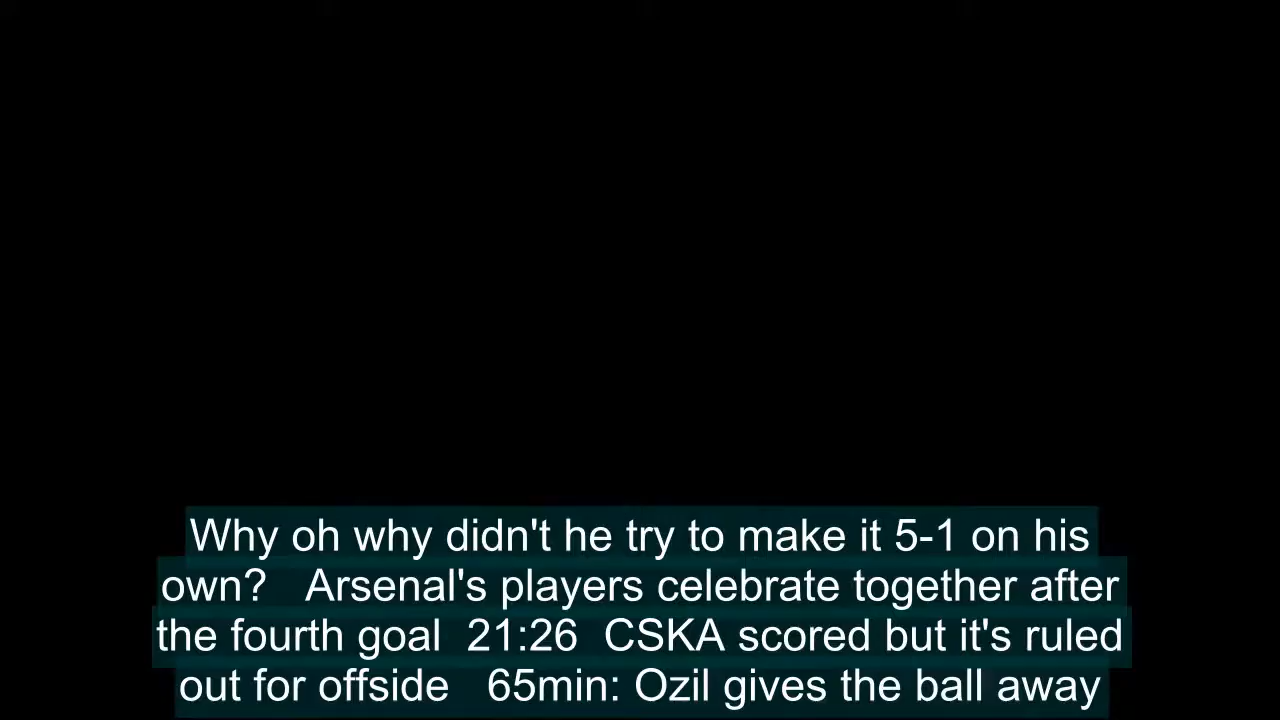 Why oh why didn't he try to make it 5-1 on his
own?   Arsenal's players celebrate together after
the fourth goal  21:26  CSKA scored but it's ruled
out for offside   65min: Ozil gives the ball away